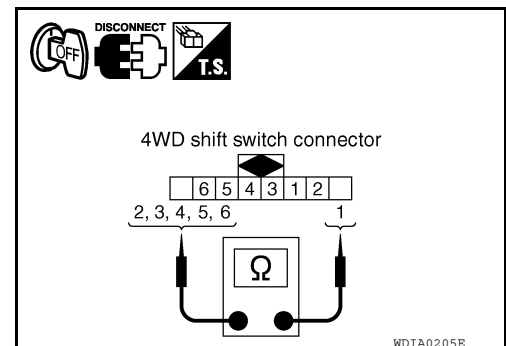 DISCONNECT
OFF
T.S.
4WD shift switch connector
6 5 4 3 1 2
2, 3, 4, 5, 6 1
Ω
WDIA0205E